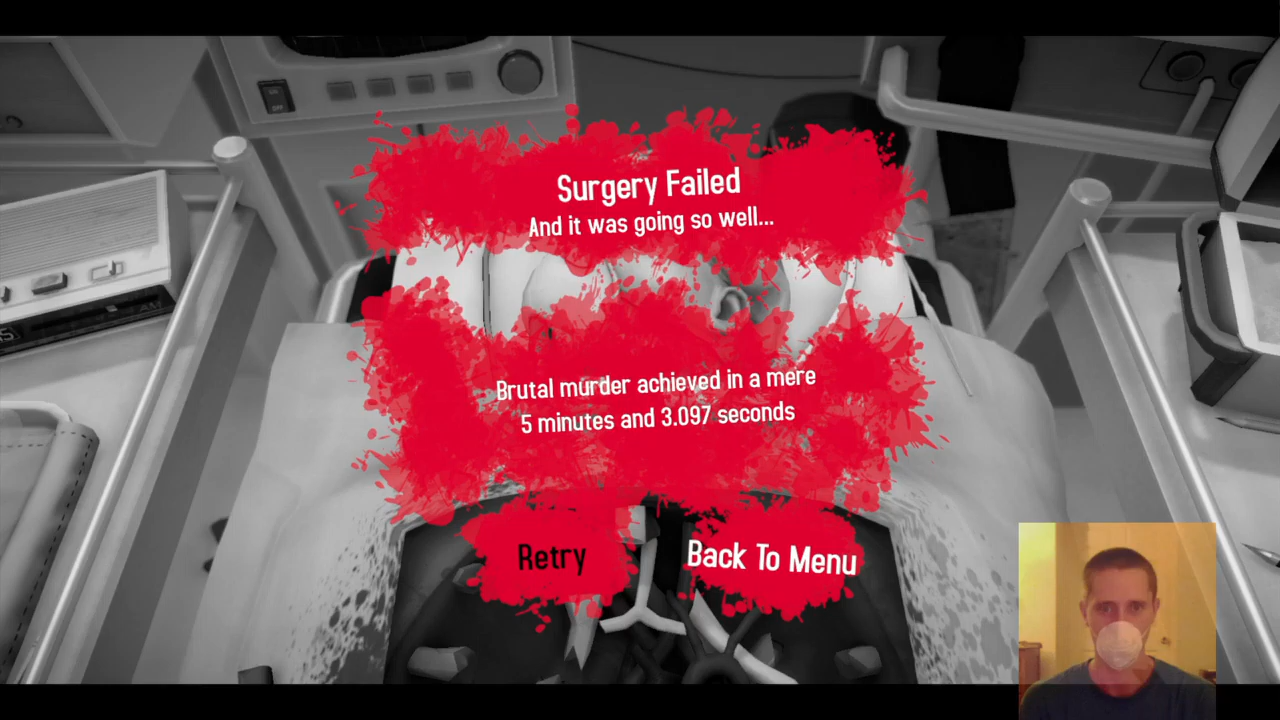 Surgery Failed
And it was going so well...
Brutal murder achieved in a mere
5 minutes and 3.097 seconds
Retry
Back To Menu